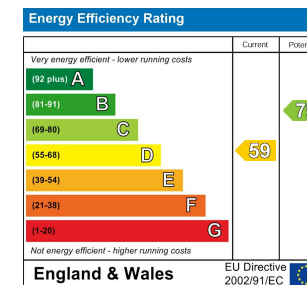 Energy Efficiency Rating
Current
Very energy efficient - lower running costs
(92 plus) A
(81-91) B
(69-80) C
(55-68) D
59
(39-54) E
(21-38) F
(1-20) G
Not energy efficient - higher running costs
England & Wales
EU Directive
2002/91/EC